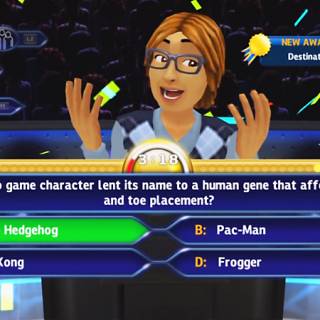 NEW AWA
Destinat
3 18
o game character lent its name to a human gene that affe
and toe placement?
Hedgehog
B: Pac-Man
Kong
D: Frogger